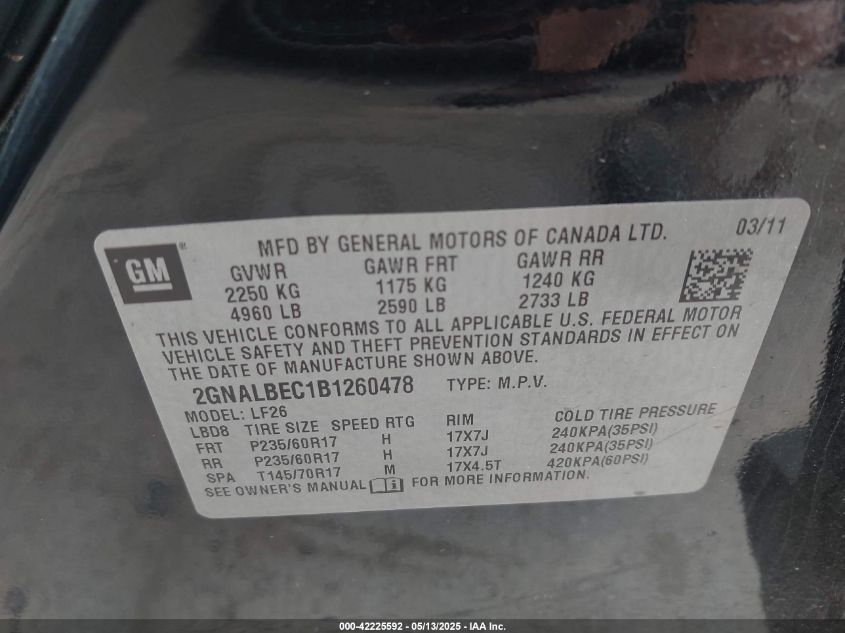 GM
®
MFD BY GENERAL MOTORS OF CANADA LTD. 03/11
GVWR GAWR FRT GAWR RR
2250 KG 1175 KG 1240 KG
4960 LB 2590 LB 2733 LB
THIS VEHICLE CONFORMS TO ALL APPLICABLE U.S. FEDERAL MOTOR
VEHICLE SAFETY AND THEFT PREVENTION STANDARDS IN EFFECT ON
THE DATE OF MANUFACTURE SHOWN ABOVE.
2GNALBEC1B1260478 TYPE: M.P.V.
MODEL: LF26
LBD8 TIRE SIZE SPEED RTG RIM COLD TIRE PRESSURE
FRT P235/60R17 H 17X7J 240KPA(35PSI)
RR P235/60R17 H 17X7J 240KPA(35PSI)
SPA T145/70R17 M 17X4.5T 420KPA(60PSI)
SEE OWNER'S MANUAL FOR MORE INFORMATION.
000-42225592 — 05/13/2025 - IAA Inc.